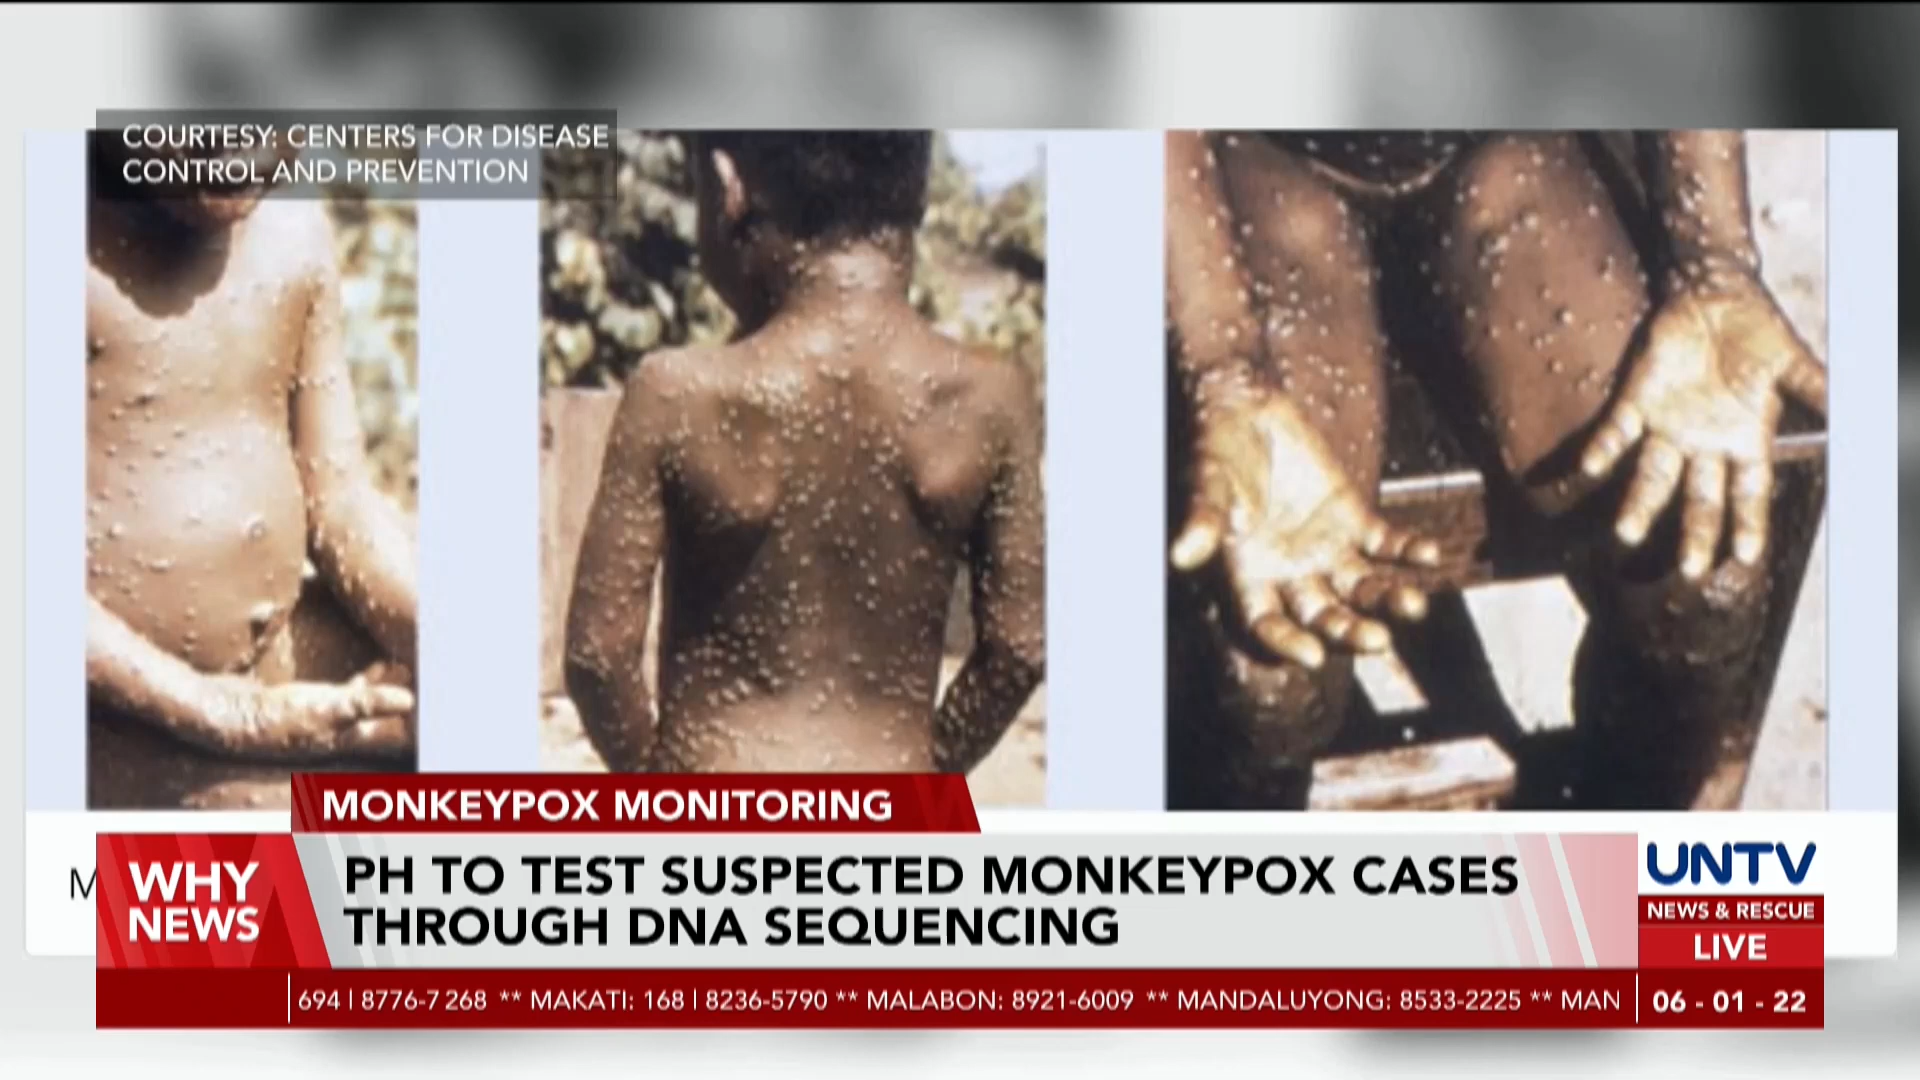 COURTESY: CENTERS FOR DISEASE
CONTROL AND PREVENTION
MONKEYPOX MONITORING
M
WHY
NEWS
PH TO TEST SUSPECTED MONKEYPOX CASES
THROUGH DNA SEQUENCING
UNTV
NEWS & RESCUE
LIVE
694 | 8776-7268 ** MAKATI: 168 | 8236-5790 ** MALABON: 8921-6009 ** MANDALUYONG: 8533-2225 ** MAN
06 - 01 - 22